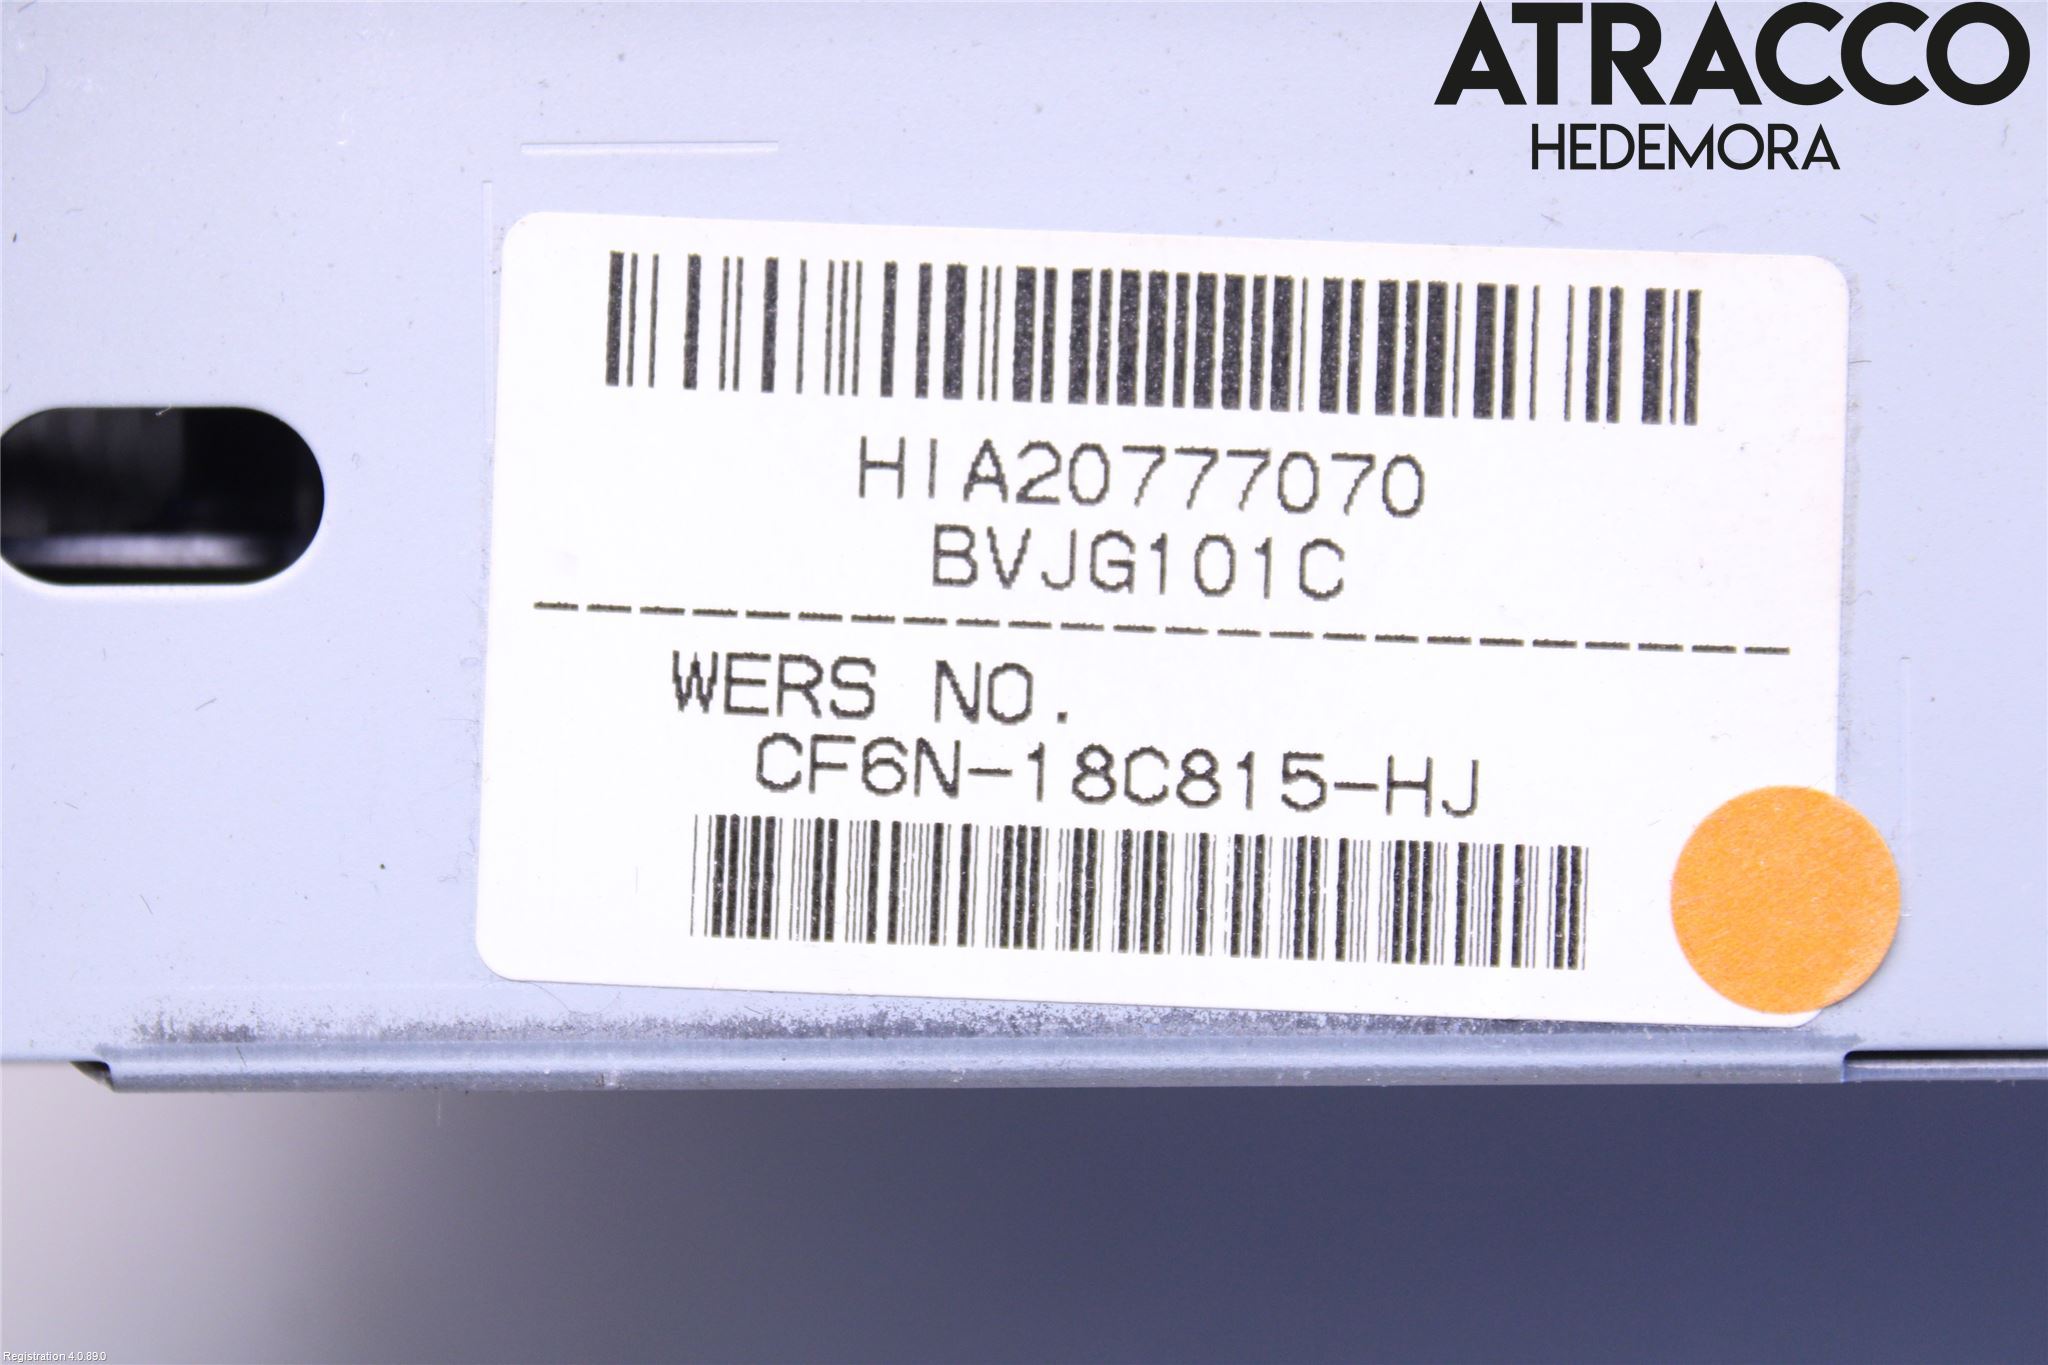 ATRACCO
HEDEMORA
HIA20777070
BVJG101C
WERS NO.
CF6N-18C815-HJ
Registration 4.0.89.0